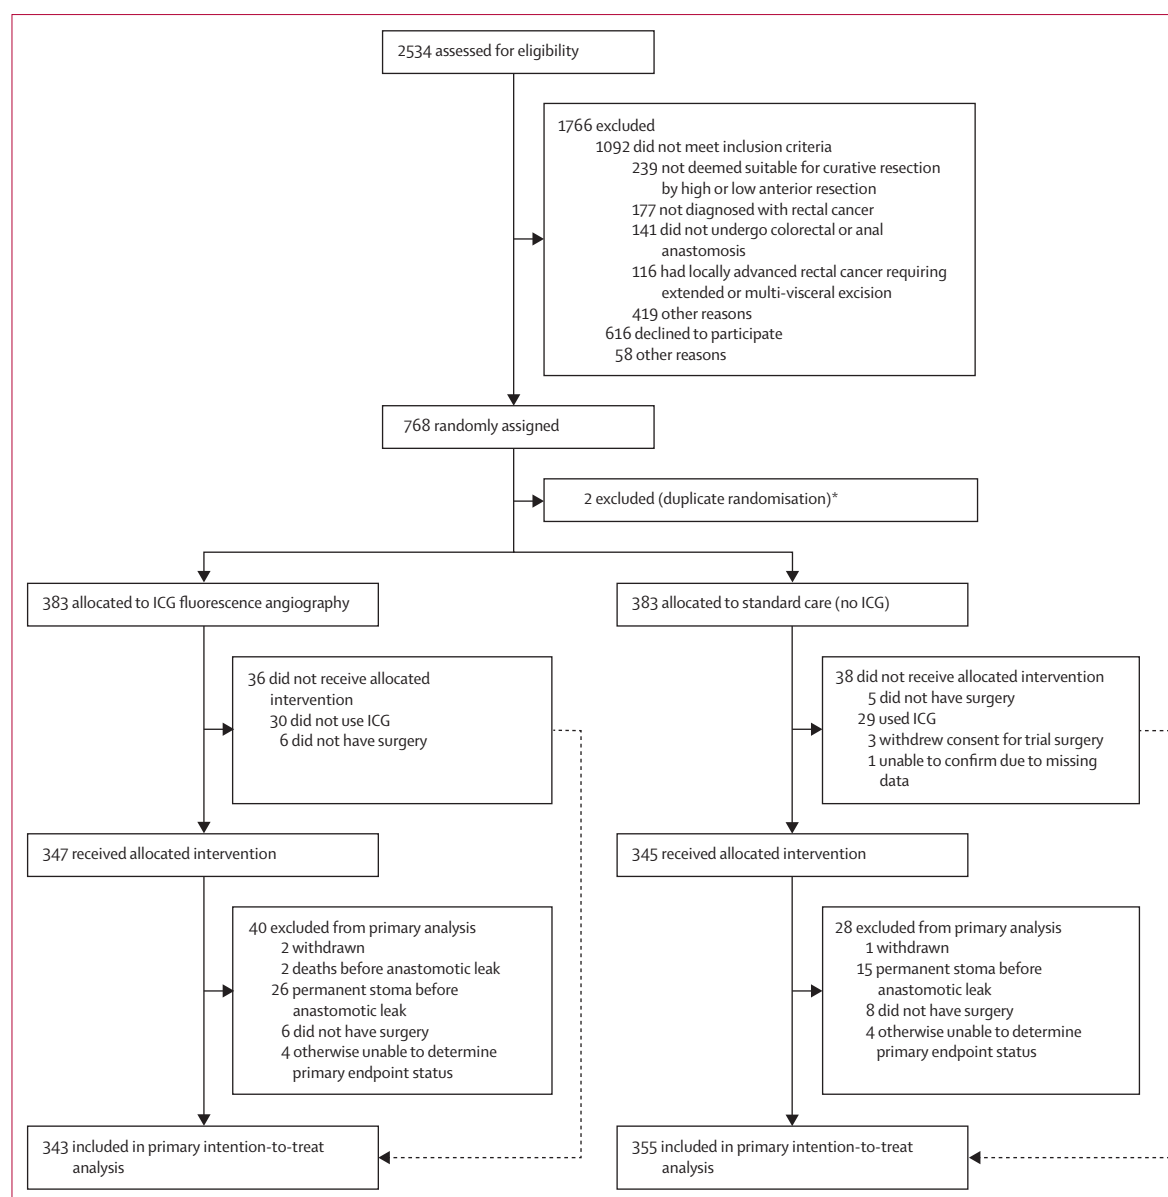 2534 assessed for eligibility
1766 excluded
1092 did not meet inclusion criteria
239 not deemed suitable for curative resection
by high or low anterior resection
177 not diagnosed with rectal cancer
141 did not undergo colorectal or anal
anastomosis
116 had locally advanced rectal cancer requiring
extended or multi-visceral excision
419 other reasons
616 declined to participate
58 other reasons
768 randomly assigned
2 excluded (duplicate randomisation)*
383 allocated to ICG fluorescence angiography
36 did not receive allocated
intervention
30 did not use ICG
6 did not have surgery
347 received allocated intervention
40 excluded from primary analysis
2 withdrawn
2 deaths before anastomotic leak
26 permanent stoma before
anastomotic leak
6 did not have surgery
4 otherwise unable to determine
primary endpoint status
343 included in primary intention-to-treat
analysis
383 allocated to standard care (no ICG)
38 did not receive allocated intervention
5 did not have surgery
29 used ICG
3 withdrew consent for trial surgery
1 unable to confirm due to missing
data
345 received allocated intervention
28 excluded from primary analysis
1 withdrawn
15 permanent stoma before
anastomotic leak
8 did not have surgery
4 otherwise unable to determine
primary endpoint status
355 included in primary intention-to-treat
analysis